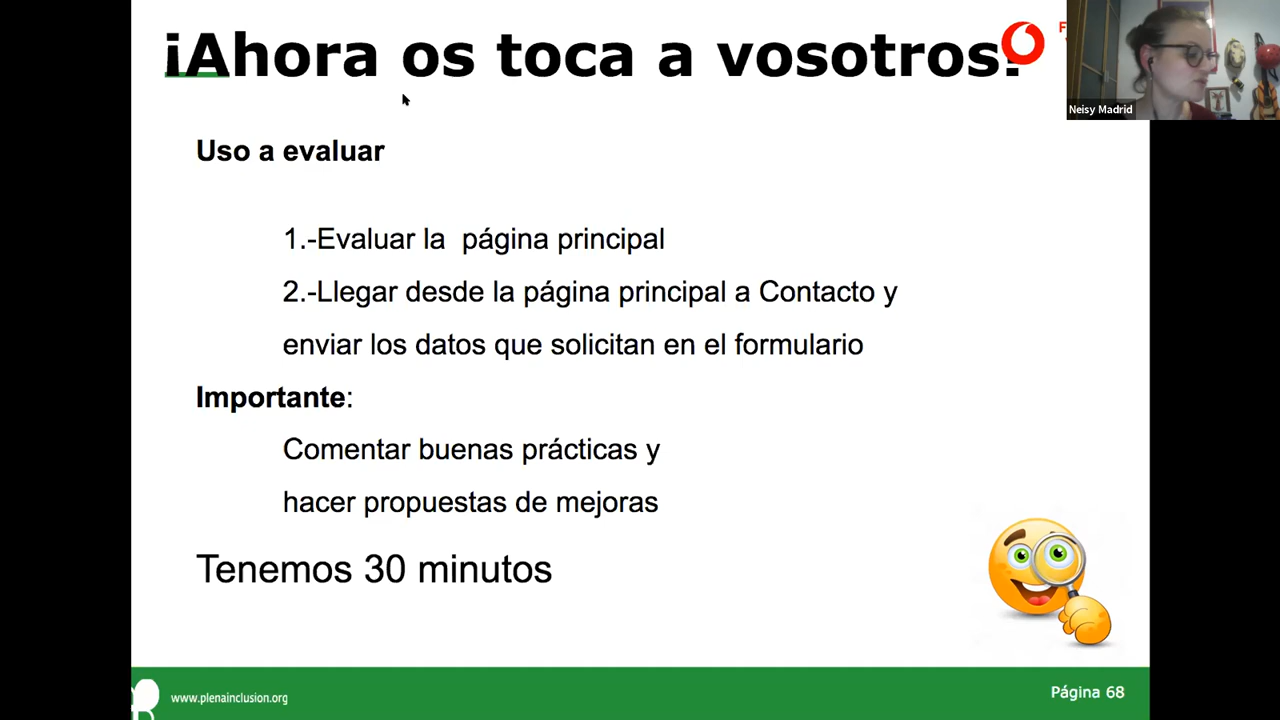 ¡Ahora os toca a vosotros!
Neisy Madrid
Uso a evaluar
1.-Evaluar la página principal
2.-Llegar desde la página principal a Contacto y
enviar los datos que solicitan en el formulario
Importante:
Comentar buenas prácticas y
hacer propuestas de mejoras
Tenemos 30 minutos
www.plenainclusion.org
Página 68